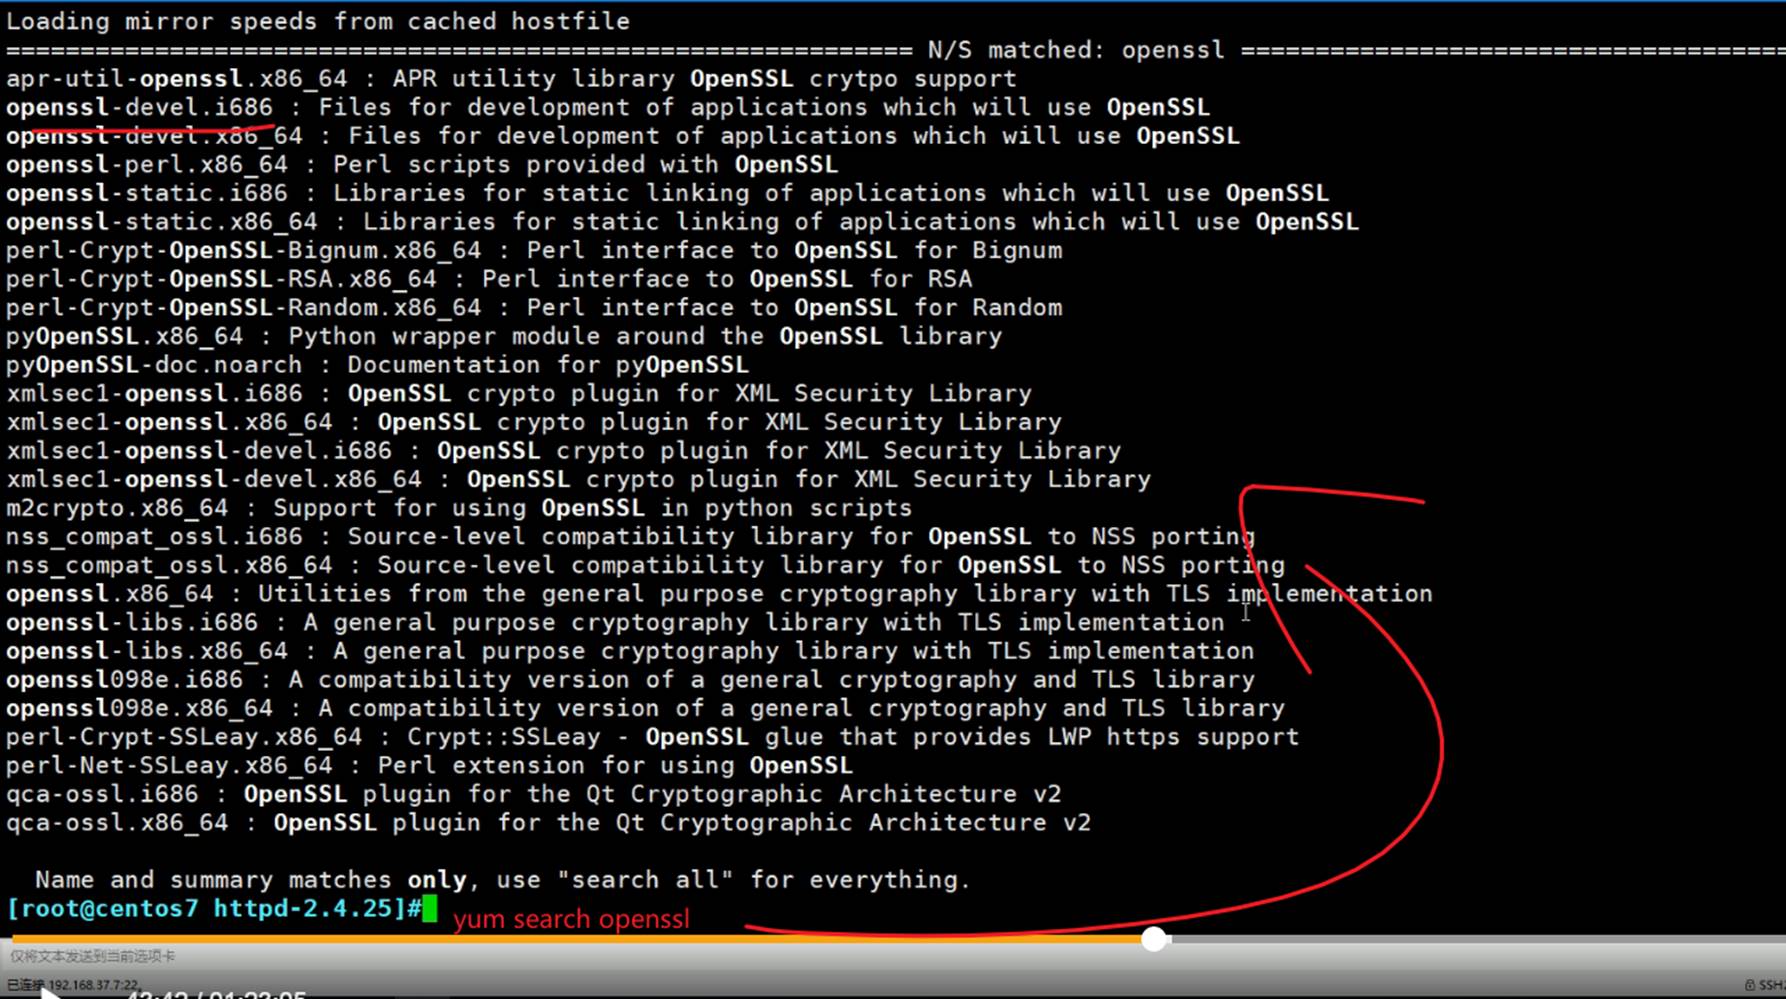 Loading mirror speeds from cached hostfile
============================================================= N/S matched: openssl =====================================
apr-util-openssl.x86_64 : APR utility library OpenSSL crytpo support
openssl-devel.i686 : Files for development of applications which will use OpenSSL
openssl-devel.x86_64 : Files for development of applications which will use OpenSSL
openssl-perl.x86_64 : Perl scripts provided with OpenSSL
openssl-static.i686 : Libraries for static linking of applications which will use OpenSSL
openssl-static.x86_64 : Libraries for static linking of applications which will use OpenSSL
perl-Crypt-OpenSSL-Bignum.x86_64 : Perl interface to OpenSSL for Bignum
perl-Crypt-OpenSSL-RSA.x86_64 : Perl interface to OpenSSL for RSA
perl-Crypt-OpenSSL-Random.x86_64 : Perl interface to OpenSSL for Random
pyOpenSSL.x86_64 : Python wrapper module around the OpenSSL library
pyOpenSSL-doc.noarch : Documentation for pyOpenSSL
xmlsec1-openssl.i686 : OpenSSL crypto plugin for XML Security Library
xmlsec1-openssl.x86_64 : OpenSSL crypto plugin for XML Security Library
xmlsec1-openssl-devel.i686 : OpenSSL crypto plugin for XML Security Library
xmlsec1-openssl-devel.x86_64 : OpenSSL crypto plugin for XML Security Library
m2crypto.x86_64 : Support for using OpenSSL in python scripts
nss_compat_ossl.i686 : Source-level compatibility library for OpenSSL to NSS porting
nss_compat_ossl.x86_64 : Source-level compatibility library for OpenSSL to NSS porting
openssl.x86_64 : Utilities from the general purpose cryptography library with TLS implementation
openssl-libs.i686 : A general purpose cryptography library with TLS implementation
openssl-libs.x86_64 : A general purpose cryptography library with TLS implementation
openssl098e.i686 : A compatibility version of a general cryptography and TLS library
openssl098e.x86_64 : A compatibility version of a general cryptography and TLS library
perl-Crypt-SSLeay.x86_64 : Crypt::SSLeay - OpenSSL glue that provides LWP https support
perl-Net-SSLeay.x86_64 : Perl extension for using OpenSSL
qca-ossl.i686 : OpenSSL plugin for the Qt Cryptographic Architecture v2
qca-ossl.x86_64 : OpenSSL plugin for the Qt Cryptographic Architecture v2
Name and summary matches only, use "search all" for everything.
[root@centos7 httpd-2.4.25]# yum search openssl
仅将文本发送到当前选项卡
已连接 192.168.37.7:22。 SSH
43:42 / 01:23:05